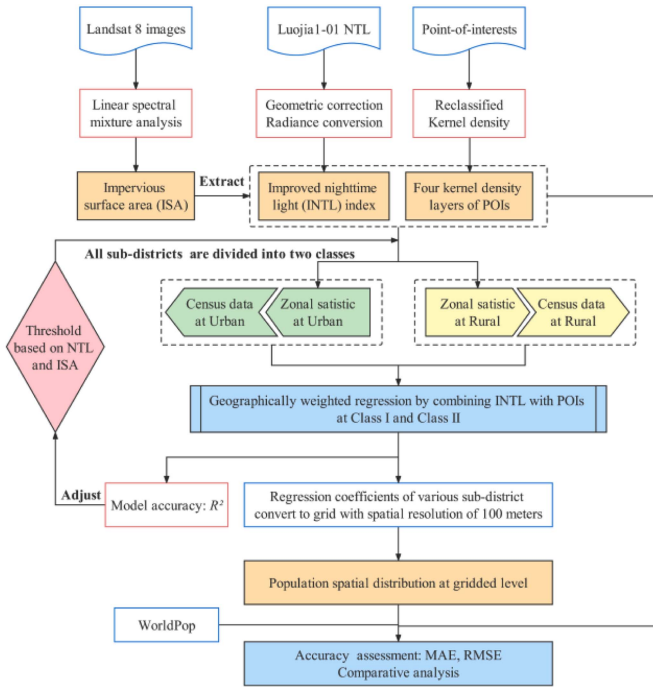 Landsat 8 images
Luojia1-01 NTL
Point-of-interests
Linear spectral
mixture analysis
Geometric correction
Radiance conversion
Reclassified
Kernel density
Impervious
surface area (ISA)
Extract
Improved nighttime
light (INTL) index
Four kernel density
layers of POIs
All sub-districts are divided into two classes
Census data
at Urban
Zonal satistic
at Urban
Zonal satistic
at Rural
Census data
at Rural
Threshold
based on NTL
and ISA
Geographically weighted regression by combining INTL with POIs
at Class I and Class II
Adjust
Model accuracy: R²
Regression coefficients of various sub-district
convert to grid with spatial resolution of 100 meters
Population spatial distribution at gridded level
WorldPop
Accuracy assessment: MAE, RMSE
Comparative analysis